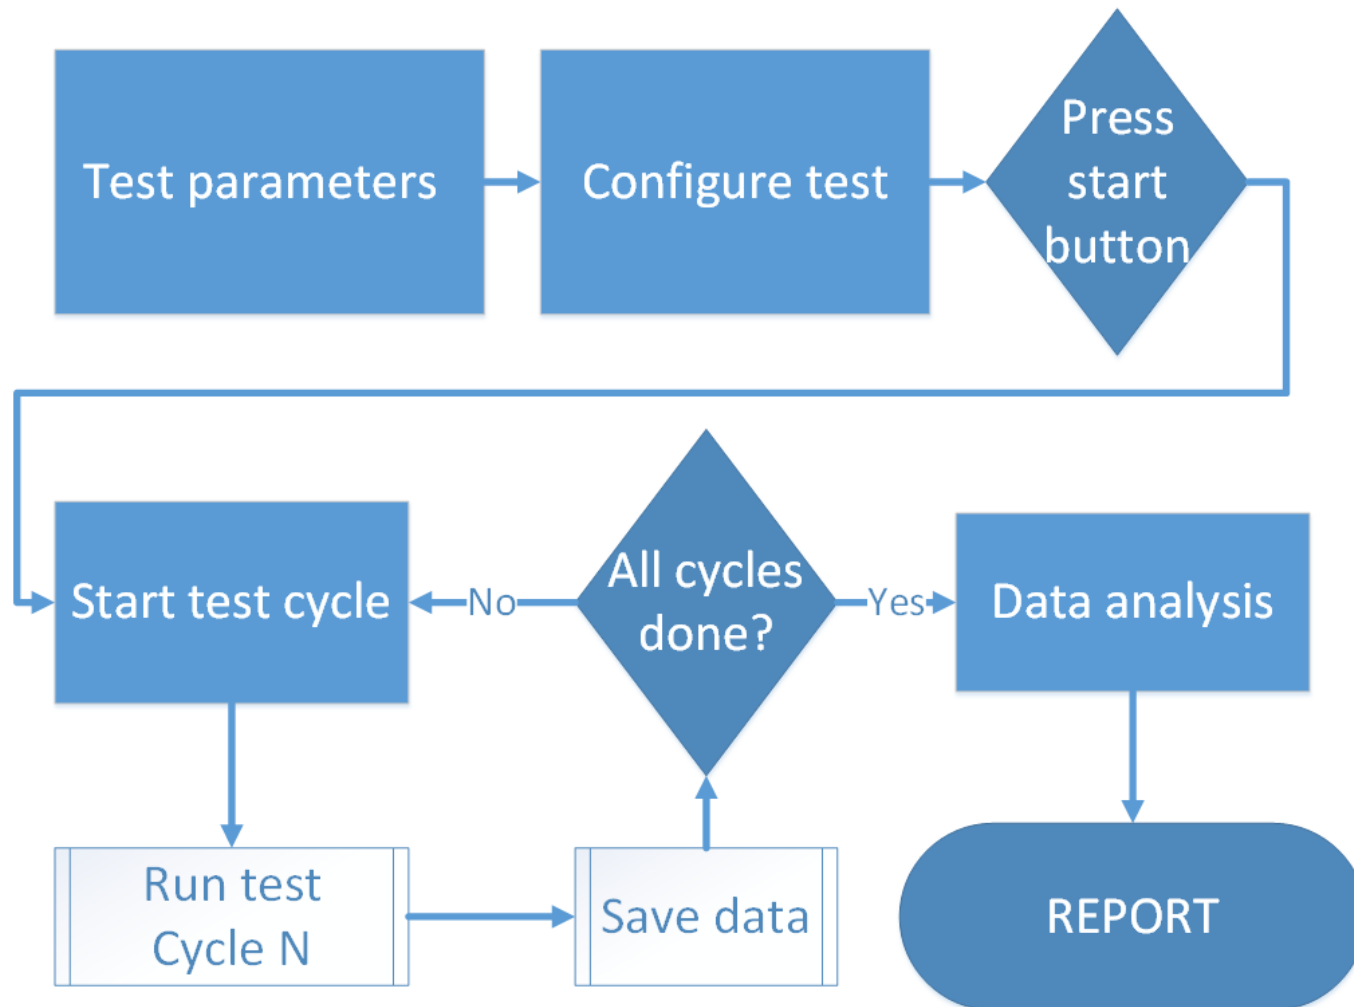 Test parameters
Configure test
Press
start
button
Start test cycle
No
All cycles
done?
Yes
Data analysis
Run test
Cycle N
Save data
REPORT